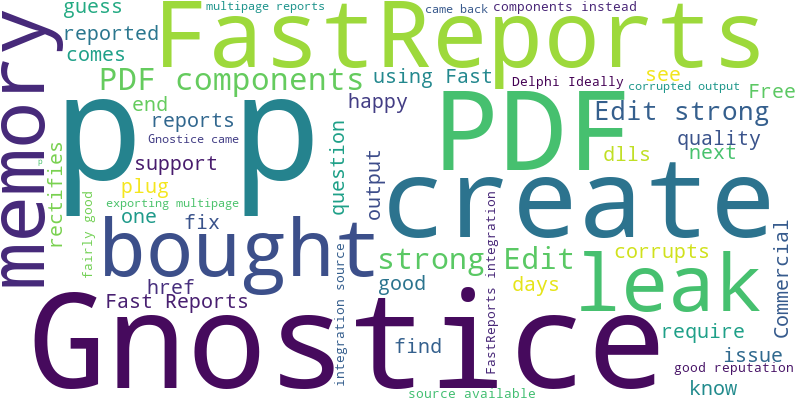 guess
multipage reports
came back
components instead
reported
FastReports
comes
PDF components
using Fast
Delphi Ideally
see
corrupted output
Free
memory
end
happy
PDF
Edit strong
p p
reports
Gnostice came
quality
question
support
dlls
next
rectifies
plug
output
create
exporting multipage
one
fix
fairly good
bought
strong Edit
corrupts
leak
Commercial
href
good
days
Fast Reports
integration source
FastReports integration
Gnostice
find
require
issue
good reputation
know
source available